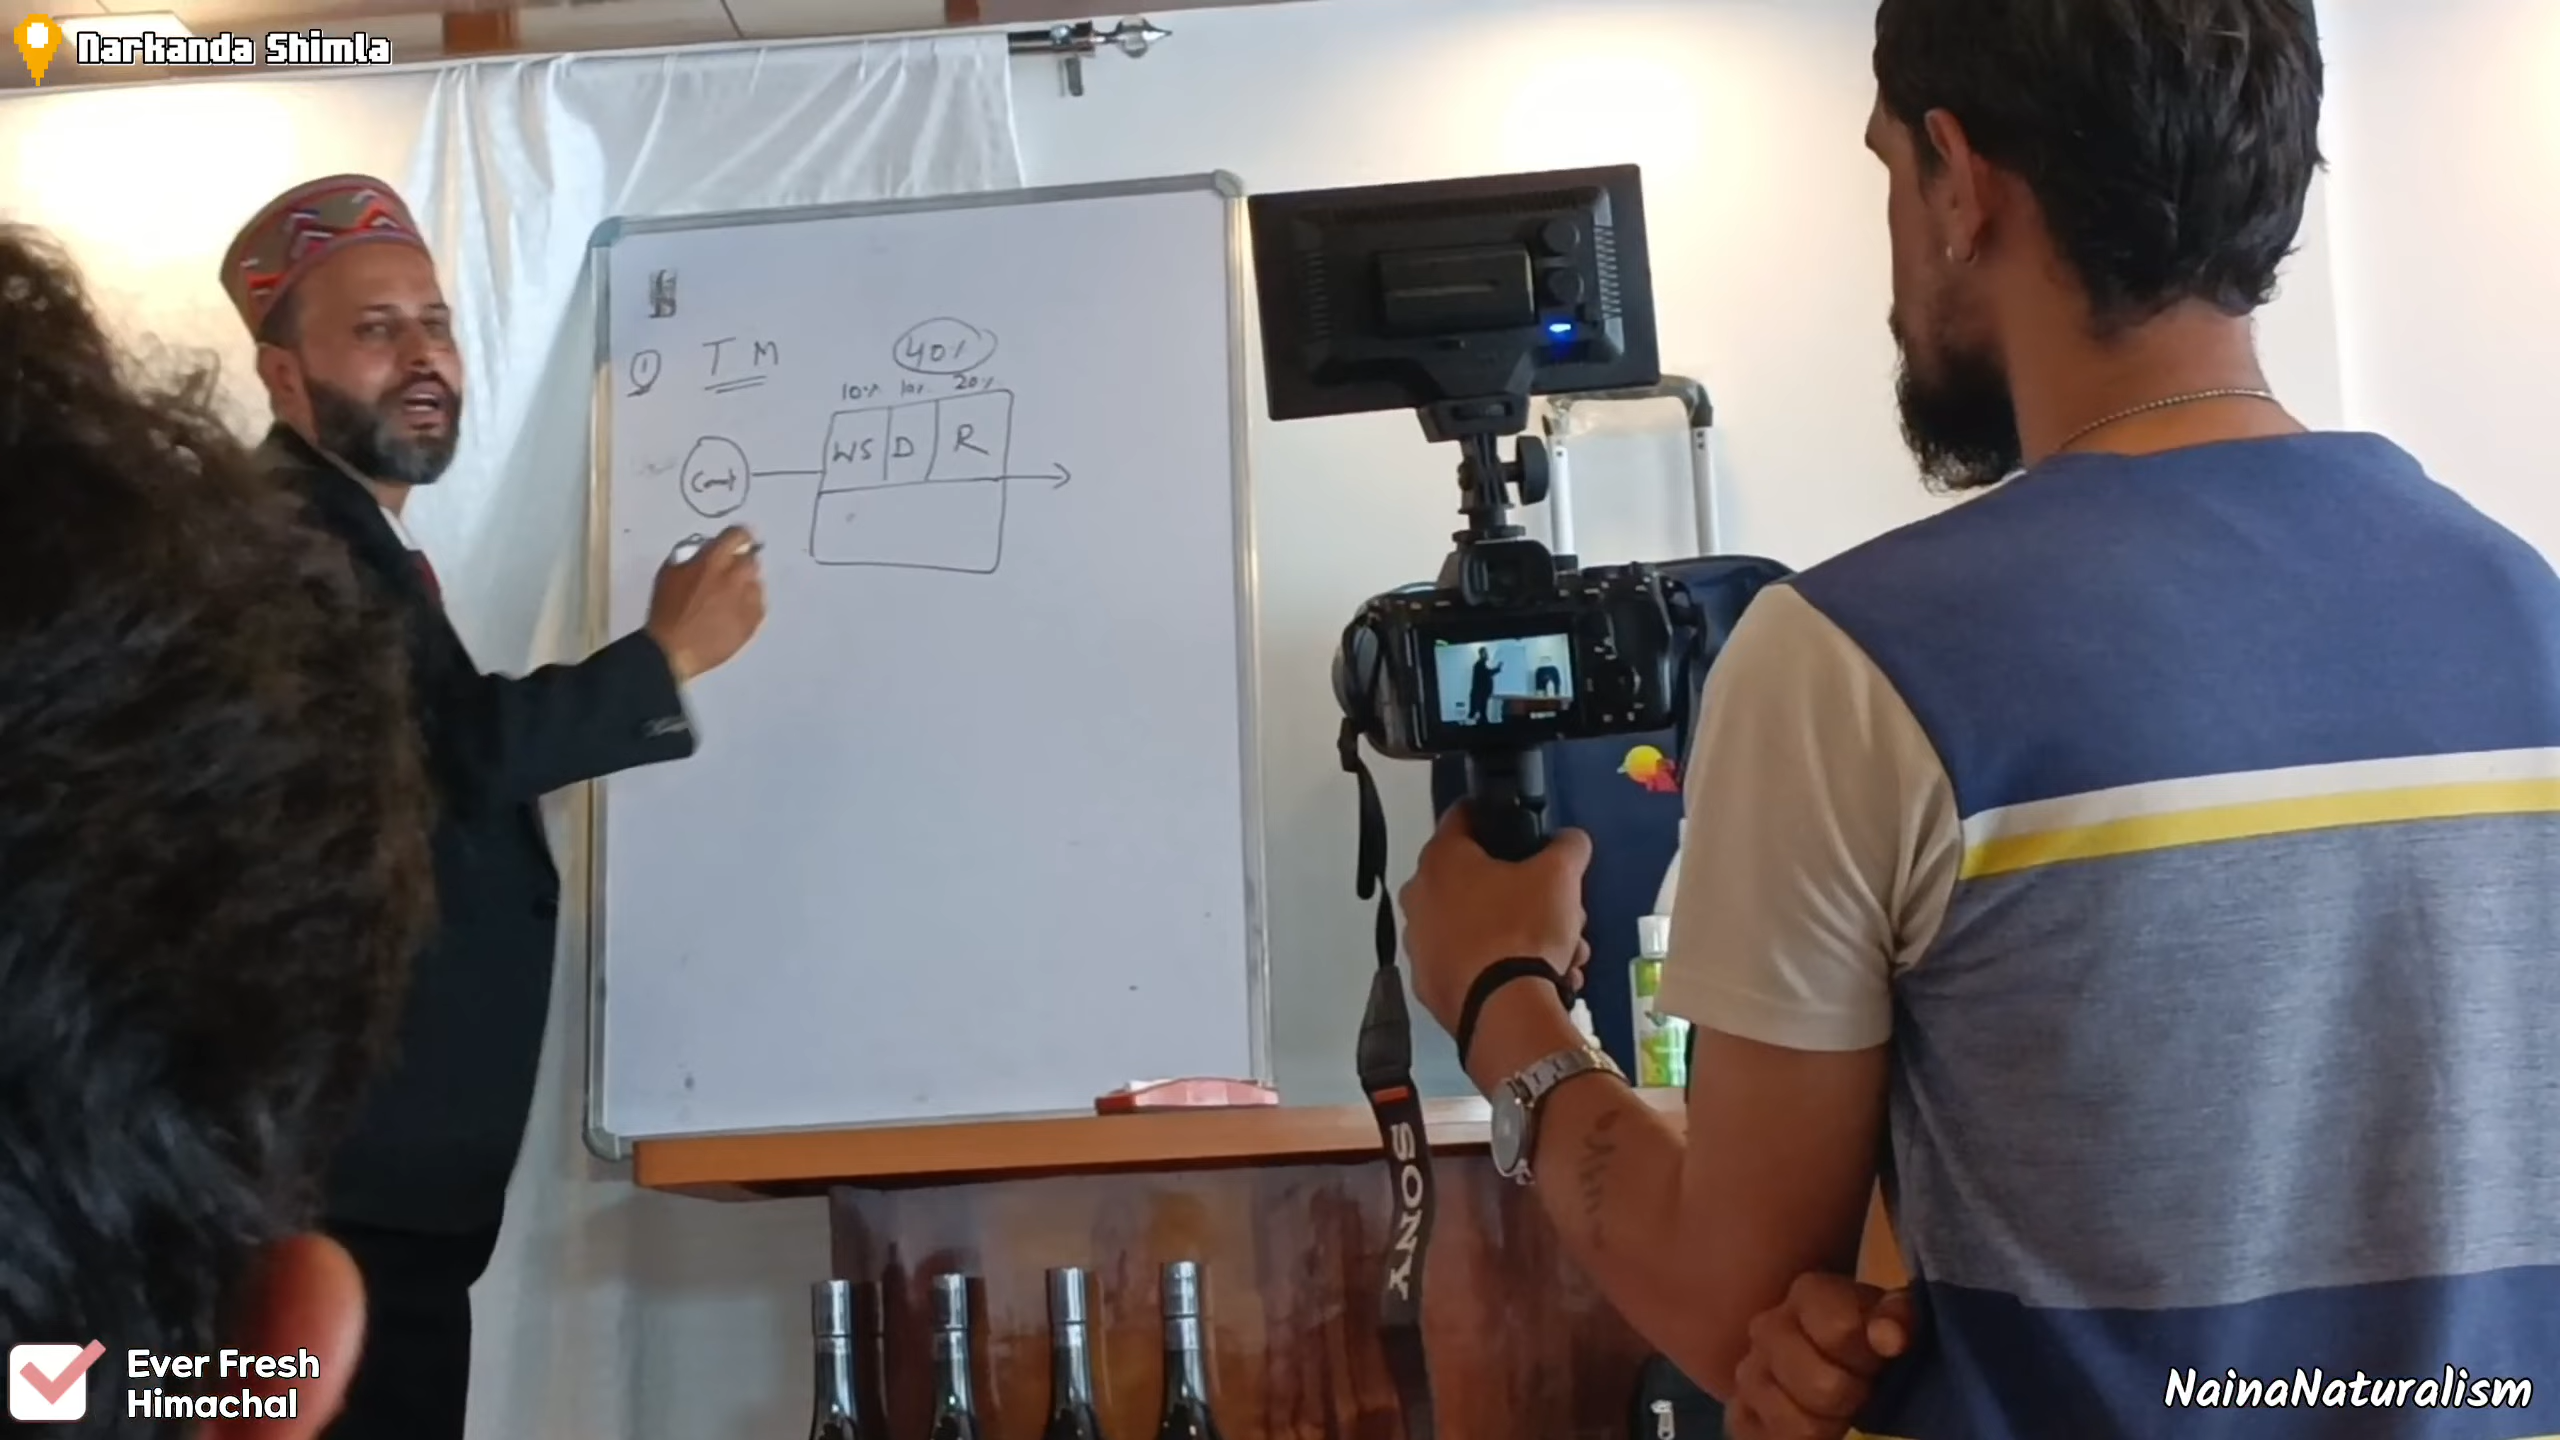 Narkanda Shimla
① TM
40%
10% 10% 20%
WS D R
SONY
Ever Fresh
Himachal
NainaNaturalism